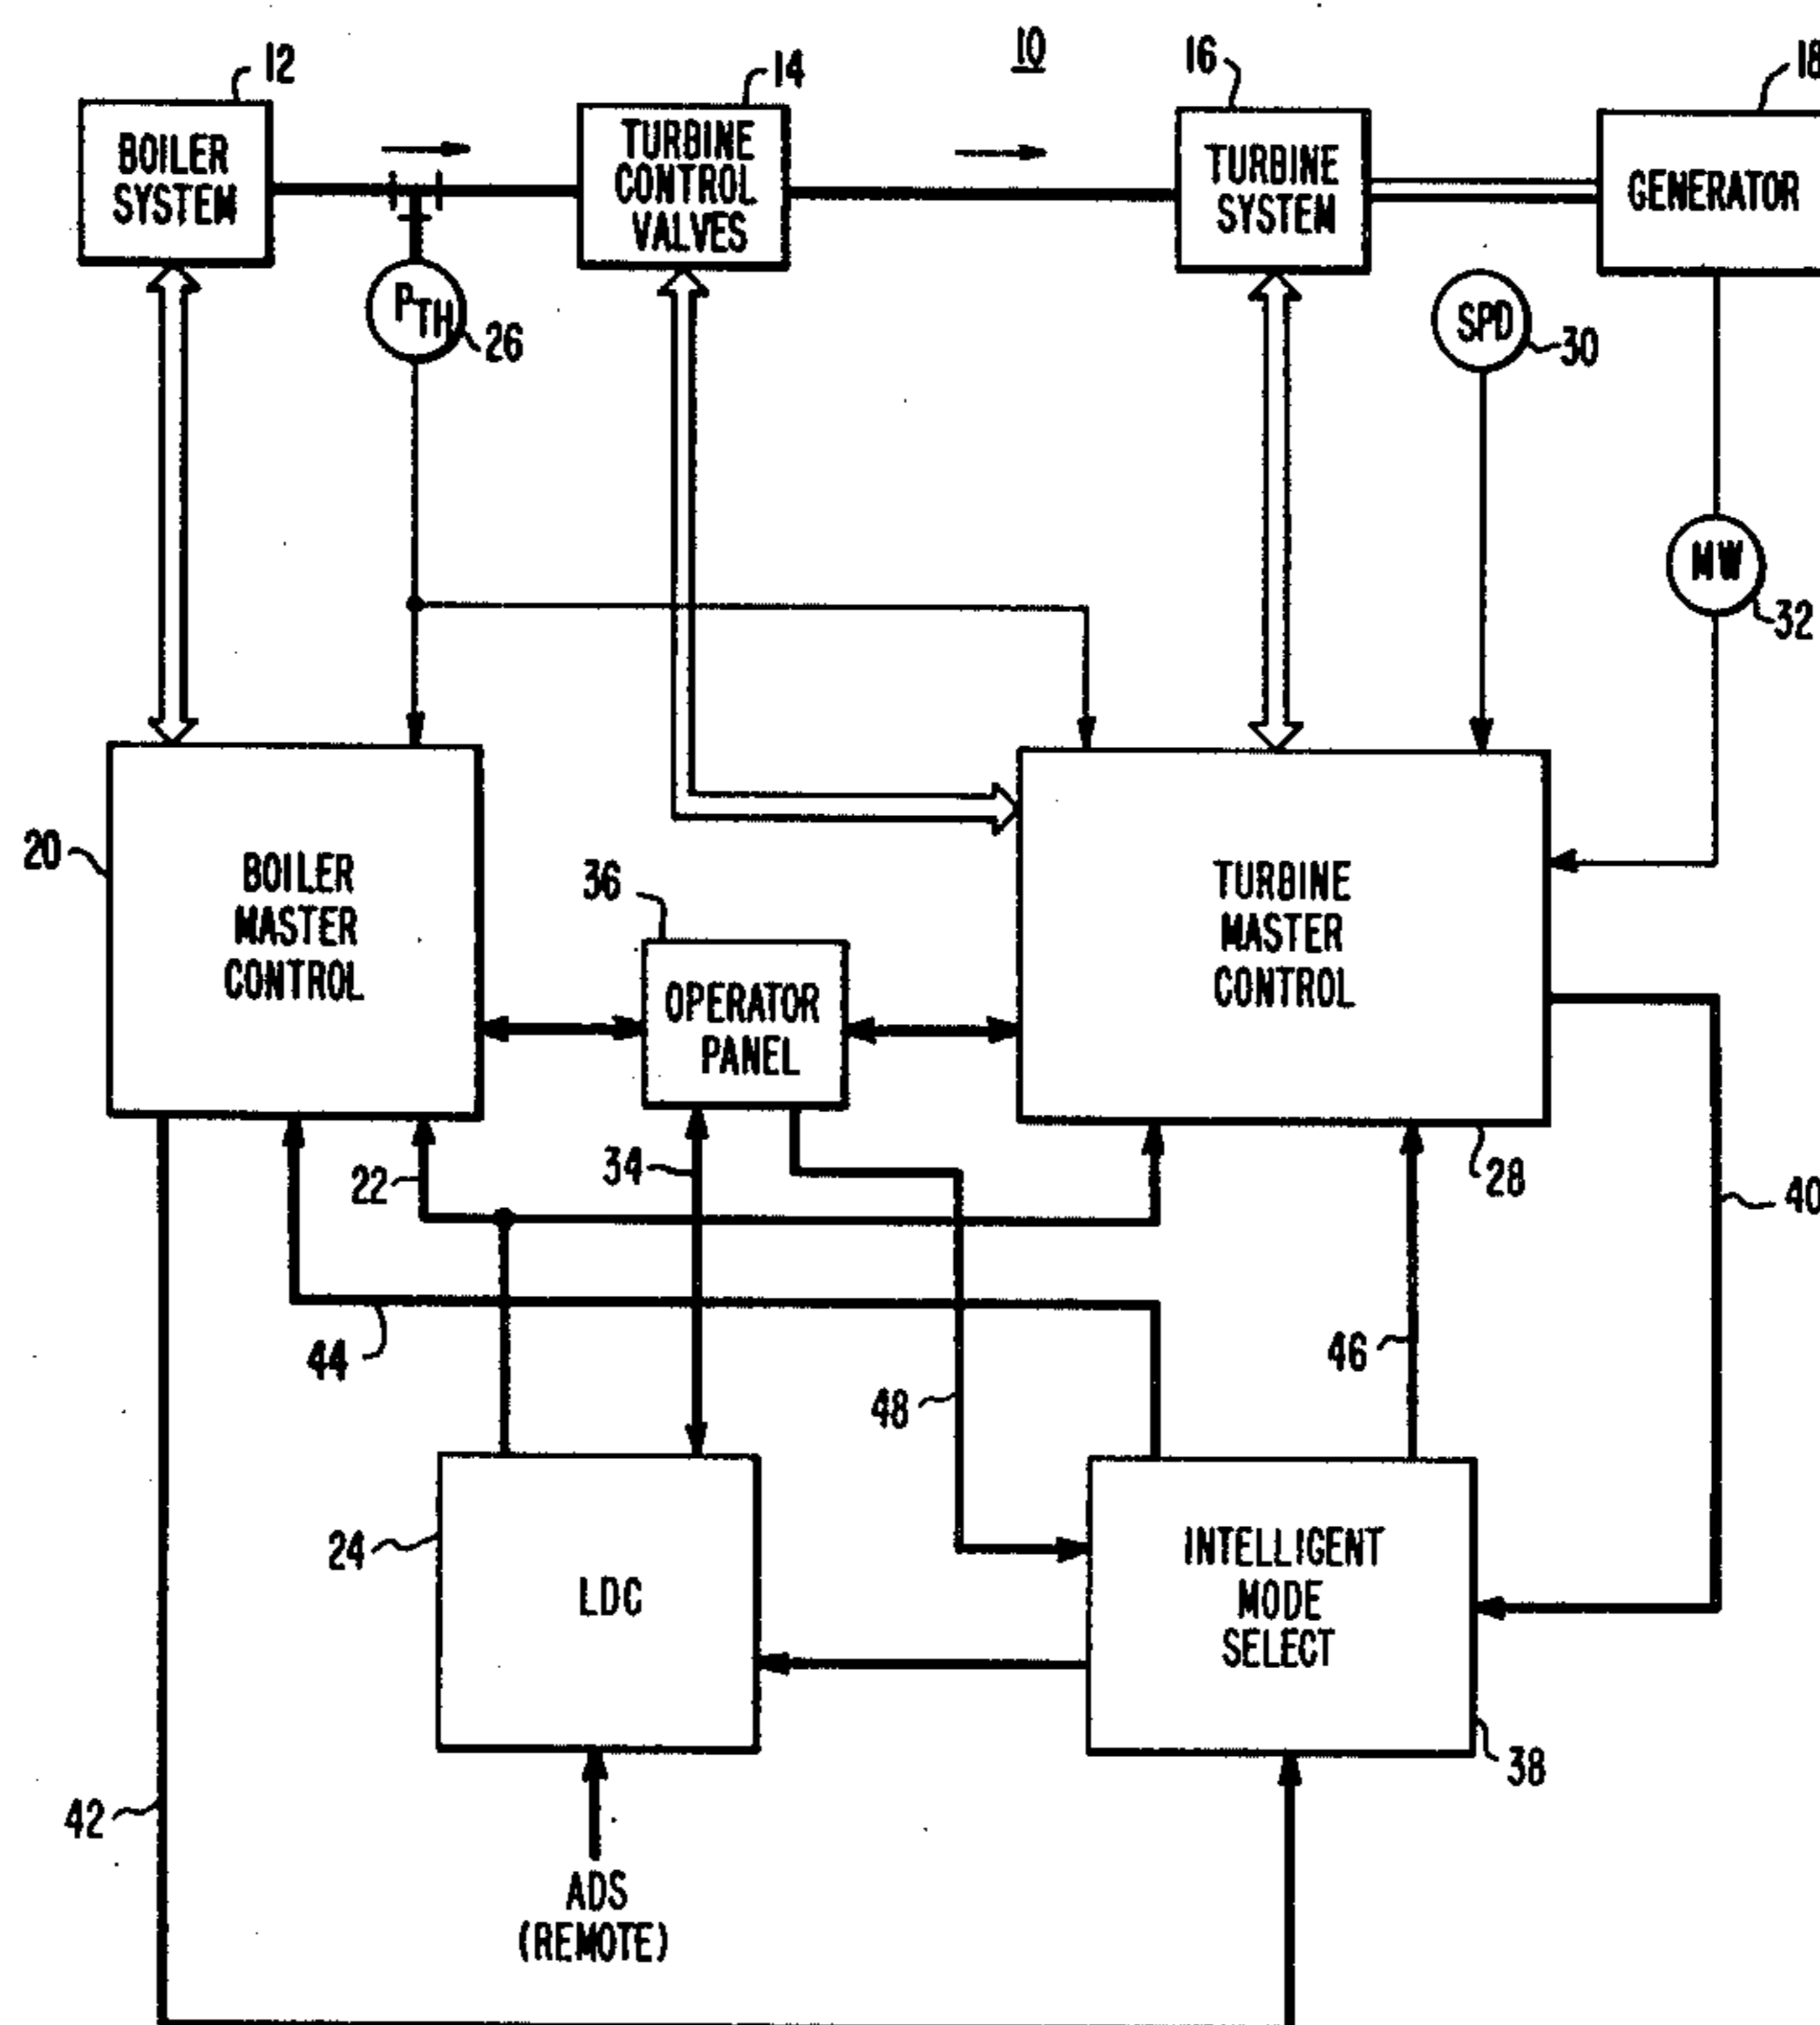 10
12
14
16
18
BOILER
SYSTEM
TURBINE
CONTROL
VALVES
TURBINE
SYSTEM
GENERATOR
PTH
26
SPD
30
MW
32
20
BOILER
MASTER
CONTROL
36
OPERATOR
PANEL
TURBINE
MASTER
CONTROL
22
34
28
40
44
46
48
24
LDC
INTELLIGENT
MODE
SELECT
38
42
ADS
(REMOTE)